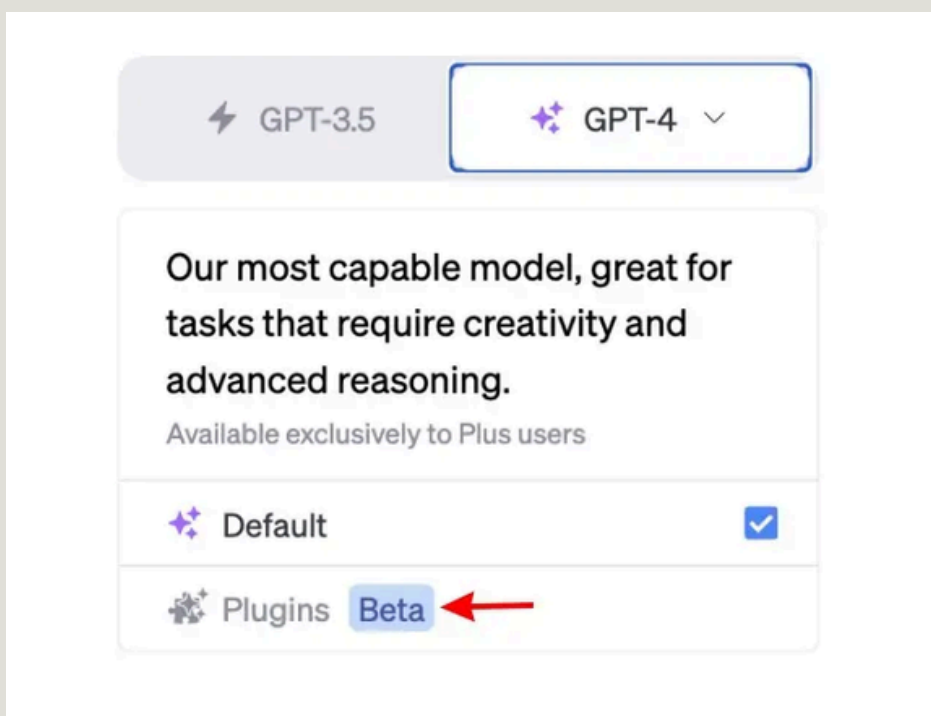 GPT-3.5
GPT-4
Our most capable model, great for
tasks that require creativity and
advanced reasoning.
Available exclusively to Plus users
Default
Plugins Beta